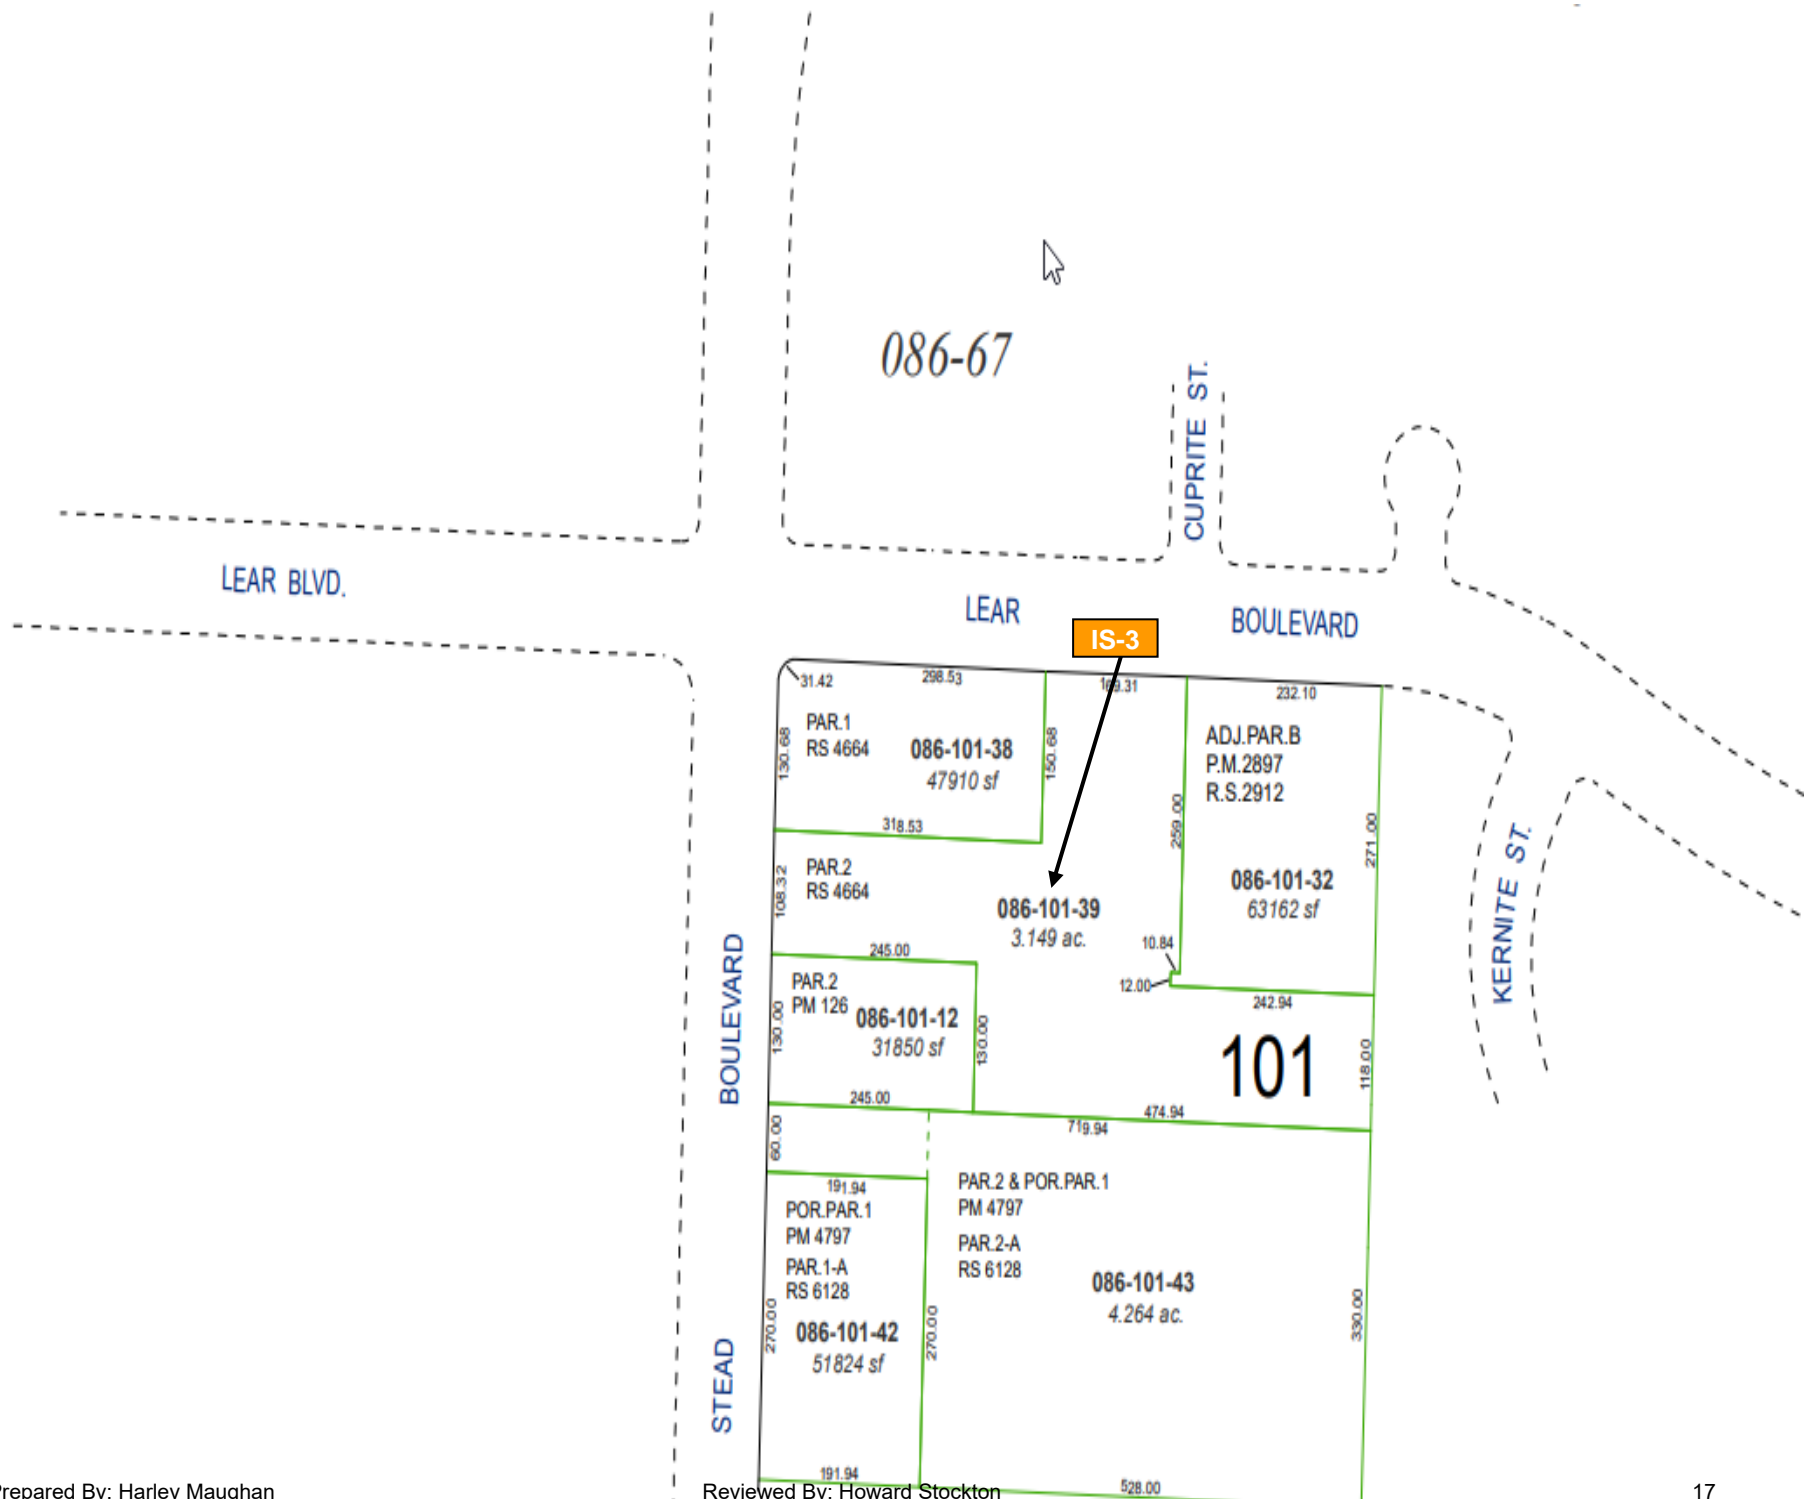 086-67
CUPRITE ST.
LEAR BLVD.
LEAR
BOULEVARD
IS-3
31.42
298.53
169.31
232.10
130.68
PAR.1
RS 4664
086-101-38
47910 sf
150.68
318.53
259.00
ADJ.PAR.B
P.M.2897
R.S.2912
086-101-32
63162 sf
271.00
KERNITE ST.
108.32
PAR.2
RS 4664
086-101-39
3.149 ac.
10.84
12.00
242.94
245.00
PAR.2
PM 126
086-101-12
31850 sf
130.00
130.00
101
118.00
245.00
474.94
719.94
60.00
191.94
POR.PAR.1
PM 4797
PAR.1-A
RS 6128
086-101-42
51824 sf
270.00
270.00
PAR.2 & POR.PAR.1
PM 4797
PAR.2-A
RS 6128
086-101-43
4.264 ac.
330.00
191.94
528.00
STEAD BOULEVARD
Prepared By: Harley Maughan
Reviewed By: Howard Stockton
17